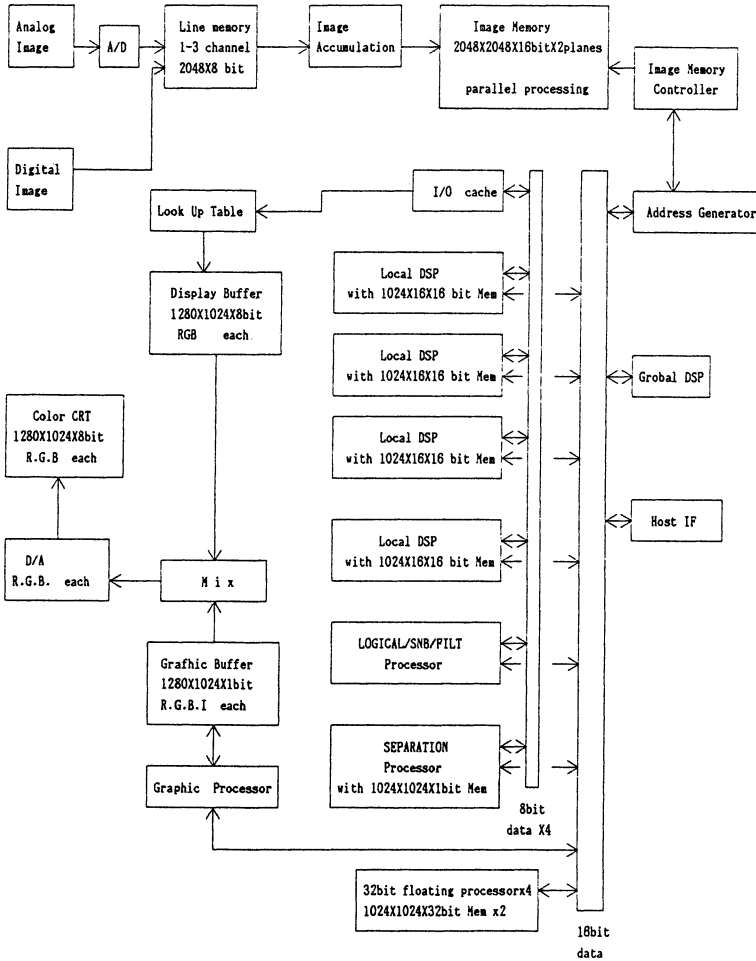 Analog
Image
A/D
Line memory
1-3 channel
2048X8 bit
Image
Accumulation
Image Memory
2048X2048X16bitX2planes
parallel processing
Image Memory
Controller
Digital
Image
I/O cache
Look Up Table
Address Generator
Local DSP
with 1024X16X16 bit Mem
Display Buffer
1280X1024X8bit
RGB each
Local DSP
with 1024X16X16 bit Mem
Grobal DSP
Color CRT
1280X1024X8bit
R.G.B each
Local DSP
with 1024X16X16 bit Mem
Host IF
Local DSP
with 1024X16X16 bit Mem
D/A
R.G.B. each
Mix
LOGICAL/SNB/FILT
Processor
Grafhic Buffer
1280X1024X1bit
R.G.B.I each
SEPARATION
Processor
with 1024X1024X1bit Mem
Graphic Processor
8bit
data X4
32bit floating processorx4
1024X1024X32bit Mem x2
16bit
data